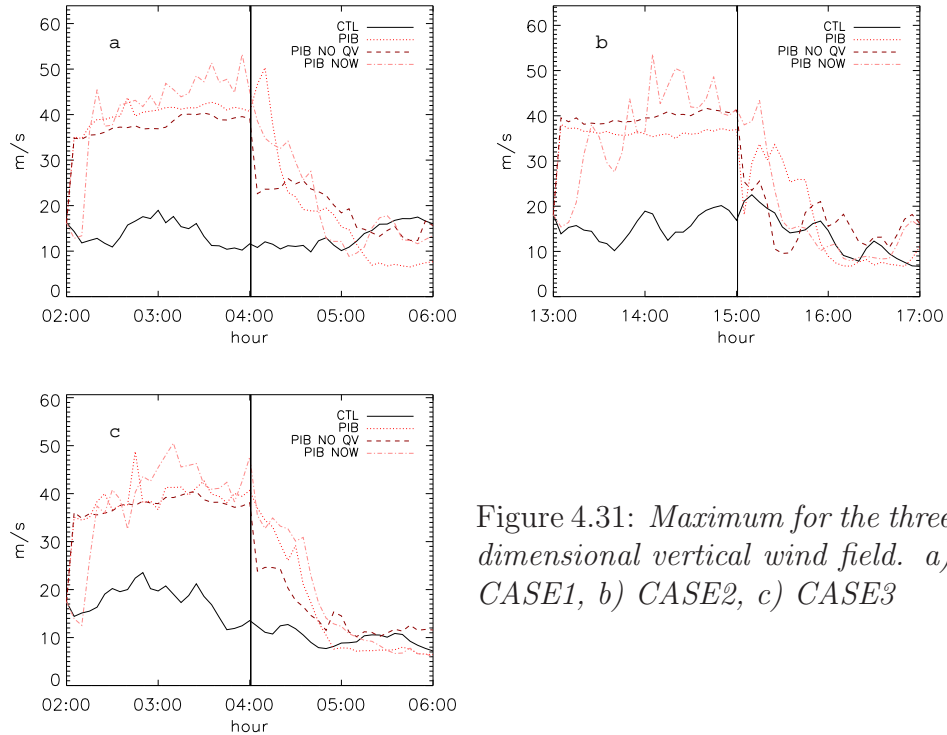 60
50
40
30
20
10
0
m/s
a
CTL
PIB
PIB NO QV
PIB NOW
02:00 03:00 04:00 05:00 06:00
hour
60
50
40
30
20
10
0
m/s
b
CTL
PIB
PIB NO QV
PIB NOW
13:00 14:00 15:00 16:00 17:00
hour
60
50
40
30
20
10
0
m/s
c
CTL
PIB
PIB NO QV
PIB NOW
02:00 03:00 04:00 05:00 06:00
hour
Figure 4.31: Maximum for the three
dimensional vertical wind field. a)
CASE1, b) CASE2, c) CASE3